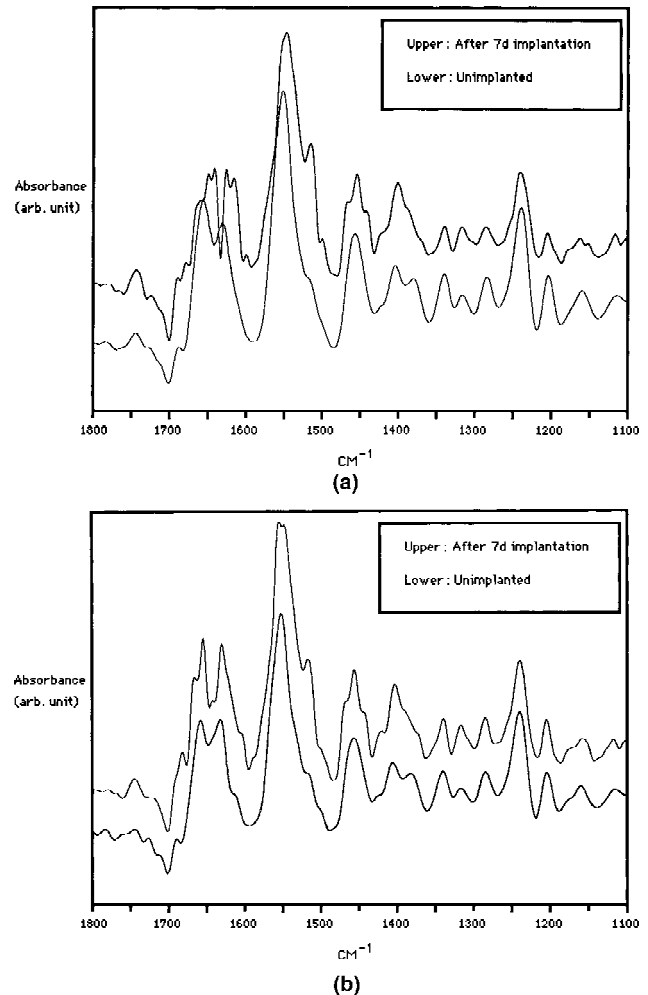 Upper : After 7d implantation
Lower : Unimplanted
Absorbance
(arb. unit)
1800 1700 1600 1500 1400 1300 1200 1100
CM⁻¹
(a)
Upper : After 7d implantation
Lower : Unimplanted
Absorbance
(arb. unit)
1800 1700 1600 1500 1400 1300 1200 1100
CM⁻¹
(b)